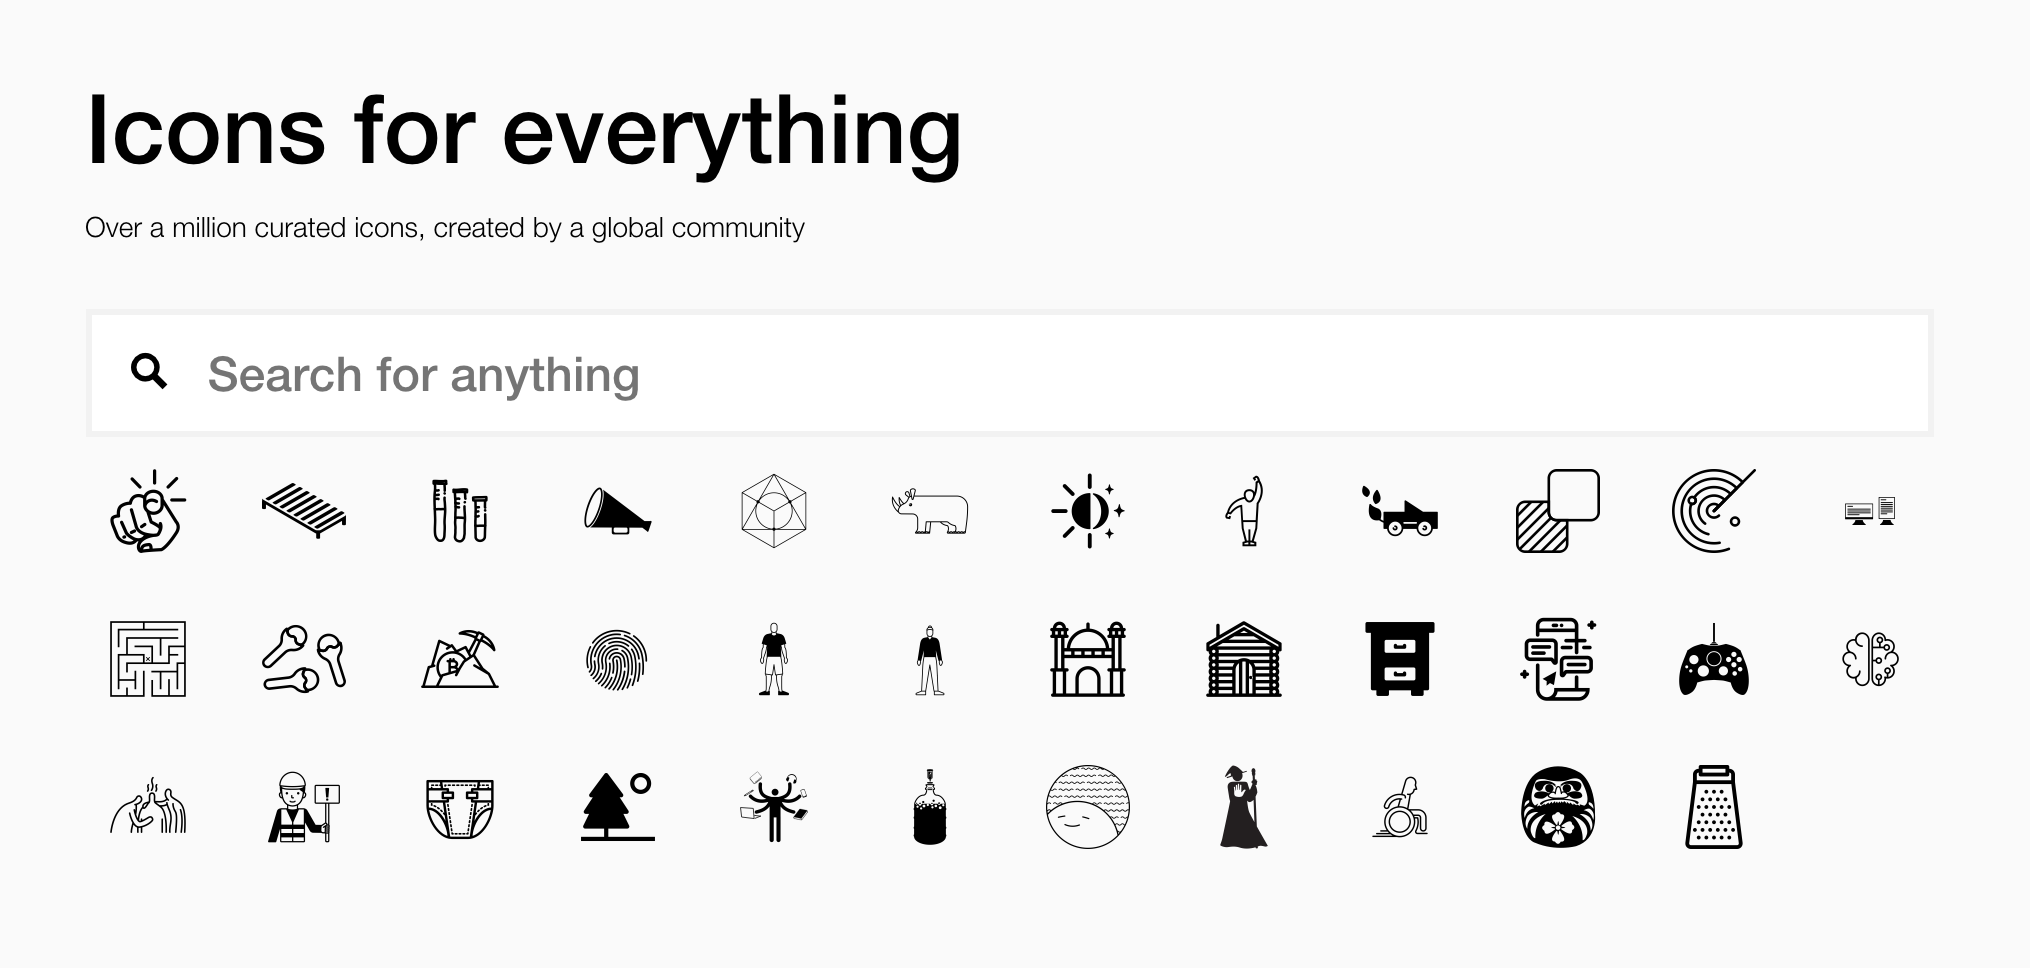 Icons for everything
Over a million curated icons, created by a global community
Search for anything